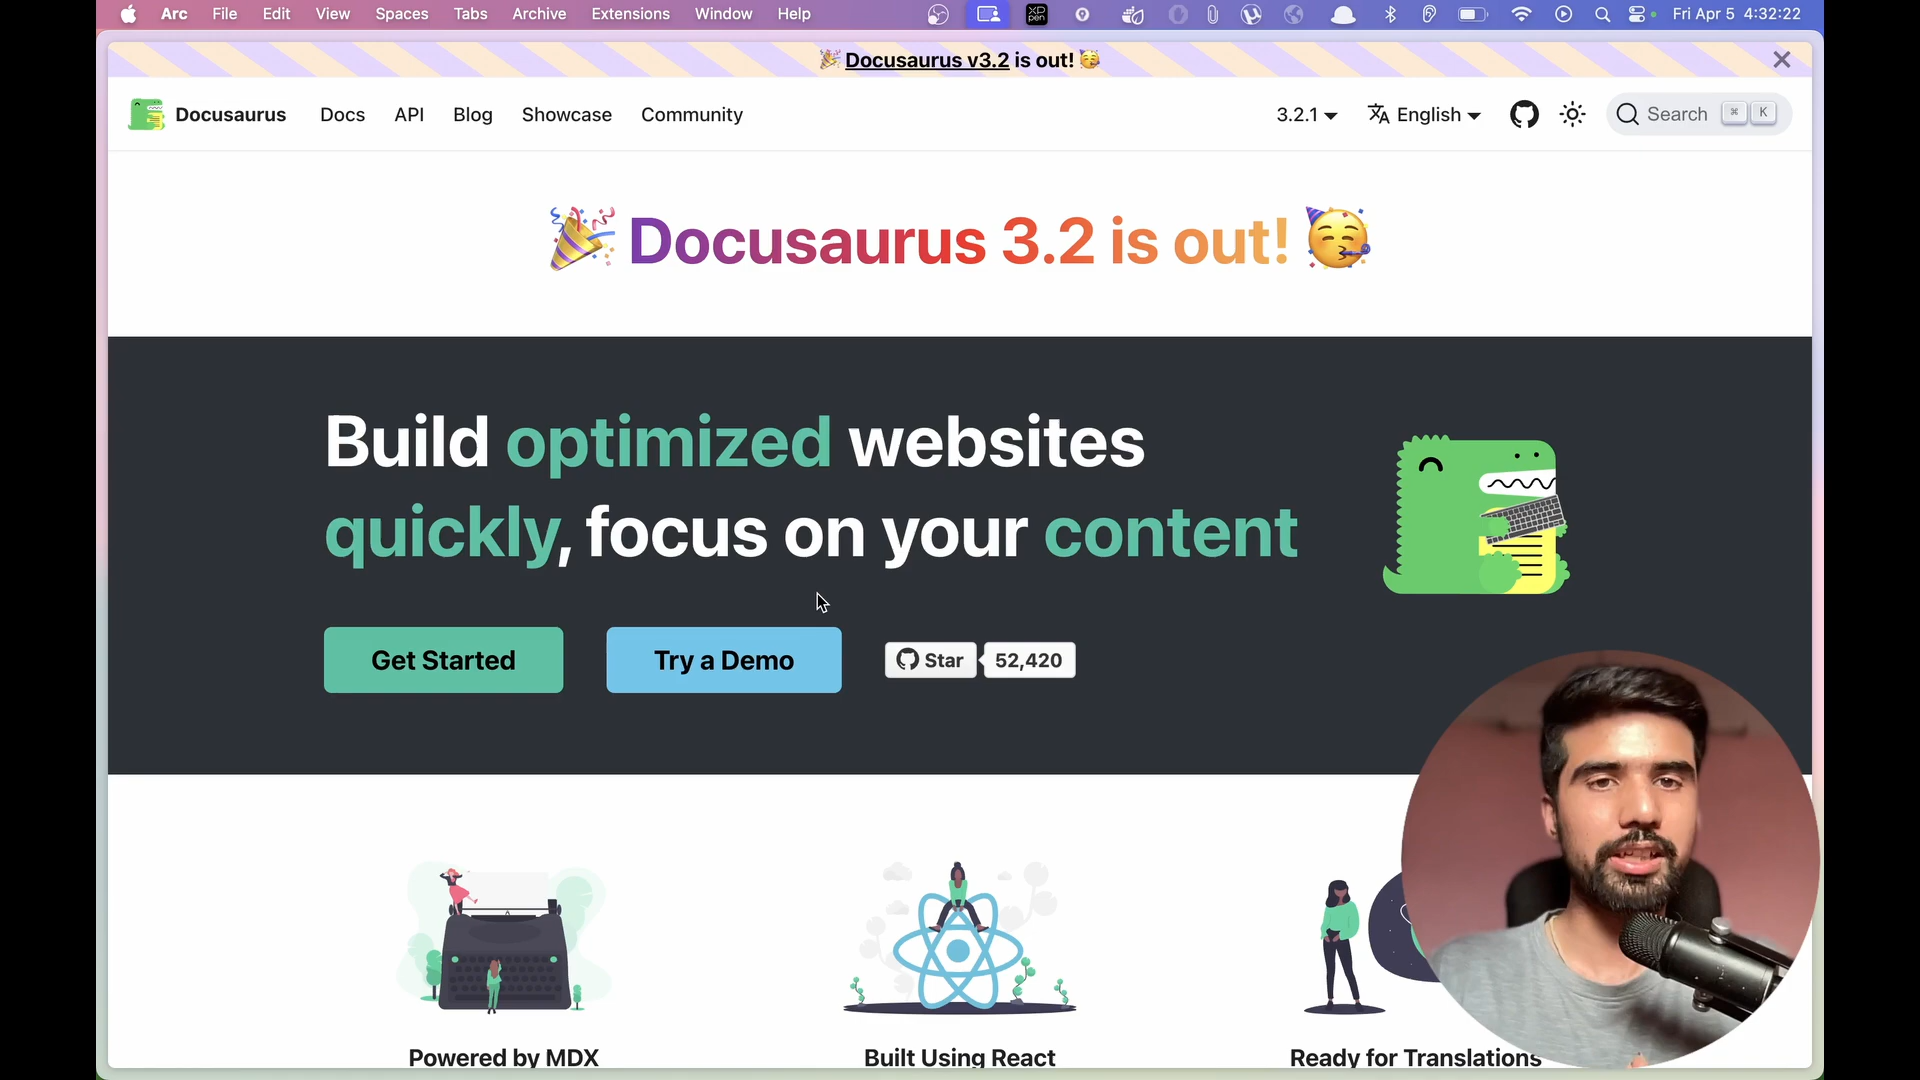 Arc File Edit View Spaces Tabs Archive Extensions Window Help XP pen Fri Apr 5 4:32:22
🎉 Docusaurus v3.2 is out! 🥳
Docusaurus Docs API Blog Showcase Community 3.2.1 English Search ⌘ K
🎉 Docusaurus 3.2 is out! 🥳
Build optimized websites
quickly, focus on your content
Get Started Try a Demo Star 52,420
Powered by MDX Built Using React Ready for Translations